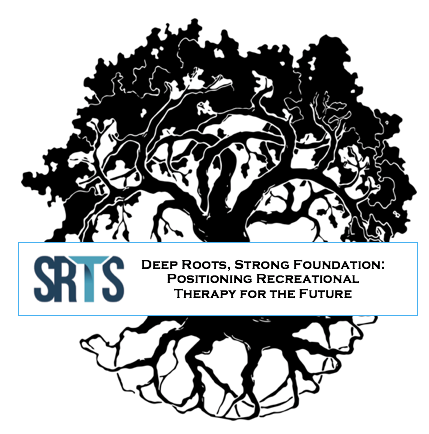 SRTS
Deep Roots, Strong Foundation:
Positioning Recreational
Therapy for the Future